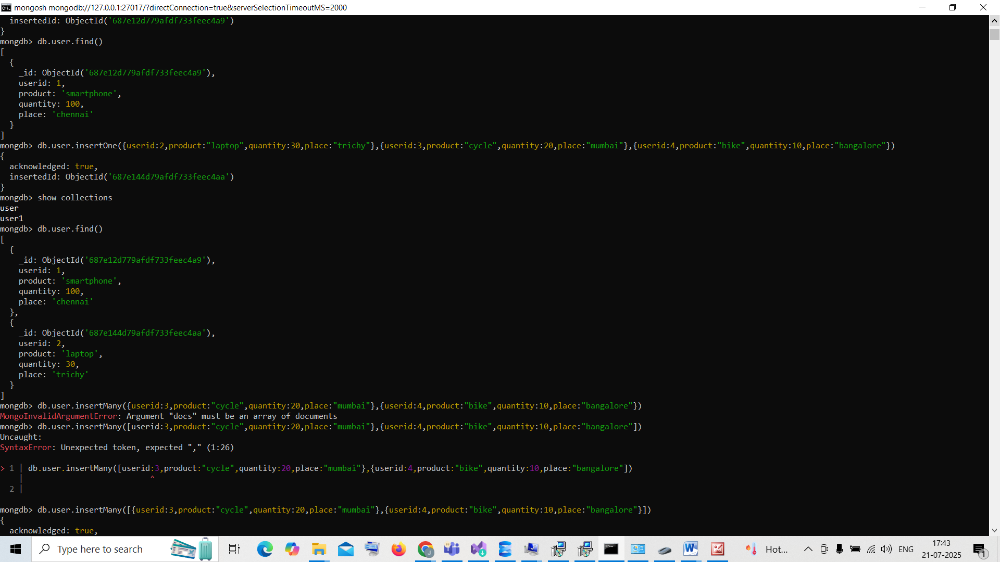 mongosh mongodb://127.0.0.1:27017/?directConnection=true&serverSelectionTimeoutMS=2000
  insertedId: ObjectId('687e12d779afdf733feec4a9')
}
mongdb> db.user.find()
[
  {
    _id: ObjectId('687e12d779afdf733feec4a9'),
    userid: 1,
    product: 'smartphone',
    quantity: 100,
    place: 'chennai'
  }
]
mongdb> db.user.insertOne({userid:2,product:"laptop",quantity:30,place:"trichy"},{userid:3,product:"cycle",quantity:20,place:"mumbai"},{userid:4,product:"bike",quantity:10,place:"bangalore"})
{
  acknowledged: true,
  insertedId: ObjectId('687e144d79afdf733feec4aa')
}
mongdb> show collections
user
user1
mongdb> db.user.find()
[
  {
    _id: ObjectId('687e12d779afdf733feec4a9'),
    userid: 1,
    product: 'smartphone',
    quantity: 100,
    place: 'chennai'
  },
  {
    _id: ObjectId('687e144d79afdf733feec4aa'),
    userid: 2,
    product: 'laptop',
    quantity: 30,
    place: 'trichy'
  }
]
mongdb> db.user.insertMany({userid:3,product:"cycle",quantity:20,place:"mumbai"},{userid:4,product:"bike",quantity:10,place:"bangalore"})
MongoInvalidArgumentError: Argument "docs" must be an array of documents
mongdb> db.user.insertMany([userid:3,product:"cycle",quantity:20,place:"mumbai"},{userid:4,product:"bike",quantity:10,place:"bangalore"])
Uncaught:
SyntaxError: Unexpected token, expected "," (1:26)
> 1 | db.user.insertMany([userid:3,product:"cycle",quantity:20,place:"mumbai"},{userid:4,product:"bike",quantity:10,place:"bangalore"])
    |                           ^
  2 |
mongdb> db.user.insertMany([{userid:3,product:"cycle",quantity:20,place:"mumbai"},{userid:4,product:"bike",quantity:10,place:"bangalore"}])
{
  acknowledged: true,
Type here to search
Hot...
ENG
17:43
21-07-2025
1